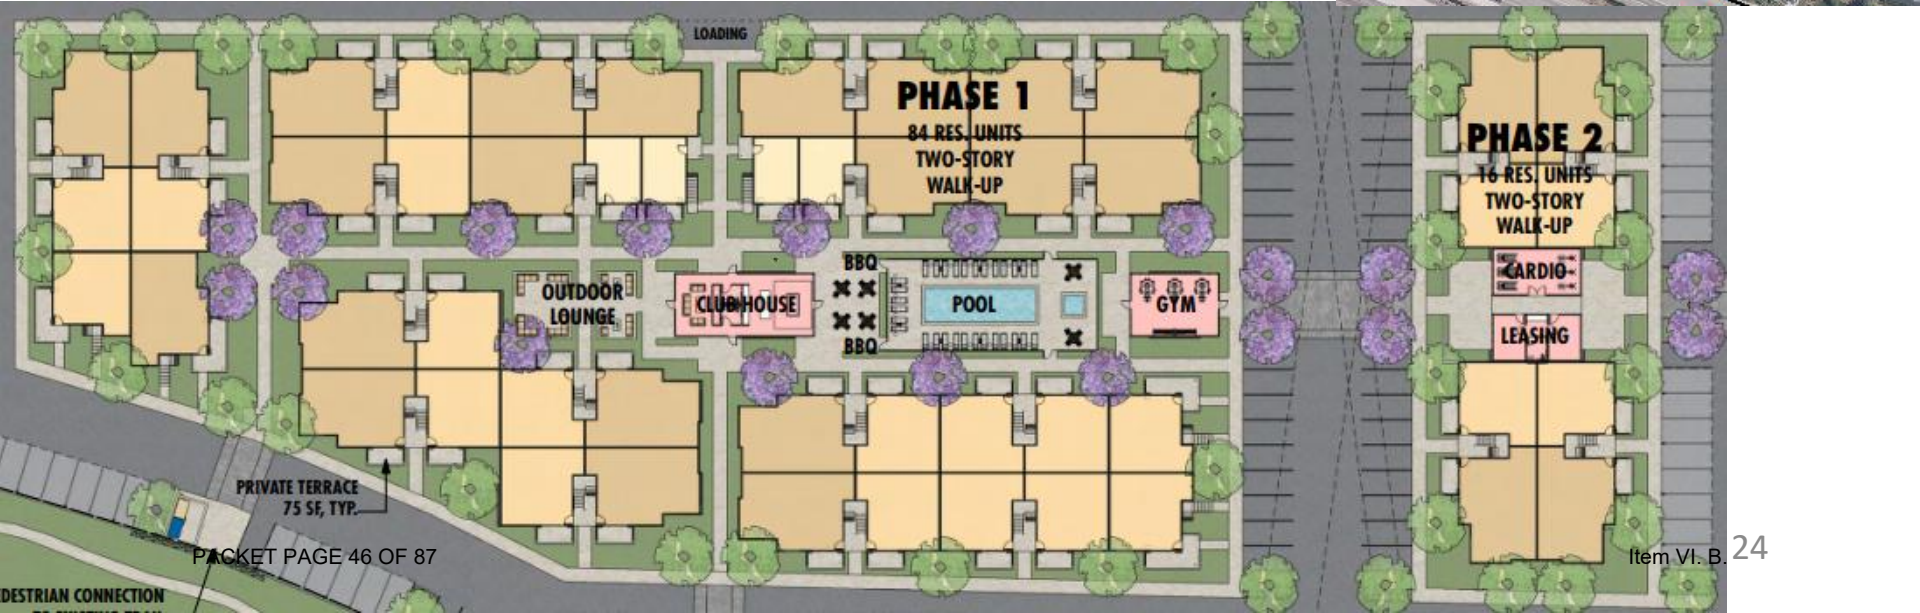 LOADING
PHASE 1
84 RES. UNITS
TWO-STORY
WALK-UP
PHASE 2
16 RES. UNITS
TWO-STORY
WALK-UP
OUTDOOR
LOUNGE
CLUB HOUSE
BBQ
BBQ
POOL
GYM
CARDIO
LEASING
PRIVATE TERRACE
75 SF, TYP.
PACKET PAGE 46 OF 87
Item VI. B.
24
DESTRIAN CONNECTION